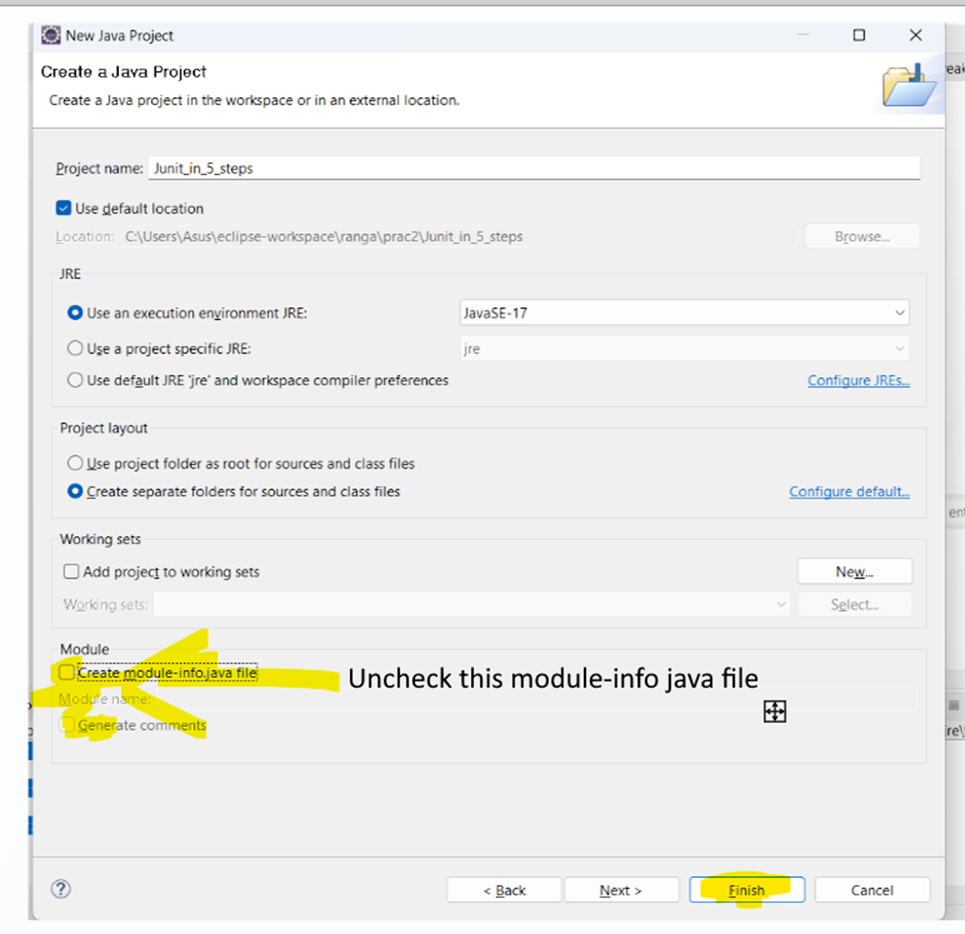 New Java Project
Create a Java Project
Create a Java project in the workspace or in an external location.
Project name: Junit_in_5_steps
Use default location
Location: C:\Users\Asus\eclipse-workspace\ranga\prac2\Junit_in_5_steps Browse...
JRE
Use an execution environment JRE: JavaSE-17
Use a project specific JRE: jre
Use default JRE 'jre' and workspace compiler preferences Configure JREs...
Project layout
Use project folder as root for sources and class files
Create separate folders for sources and class files Configure default...
Working sets
Add project to working sets New...
Working sets: Select...
Module
Create module-info.java file Uncheck this module-info java file
Module name:
Generate comments
? < Back Next > Finish Cancel